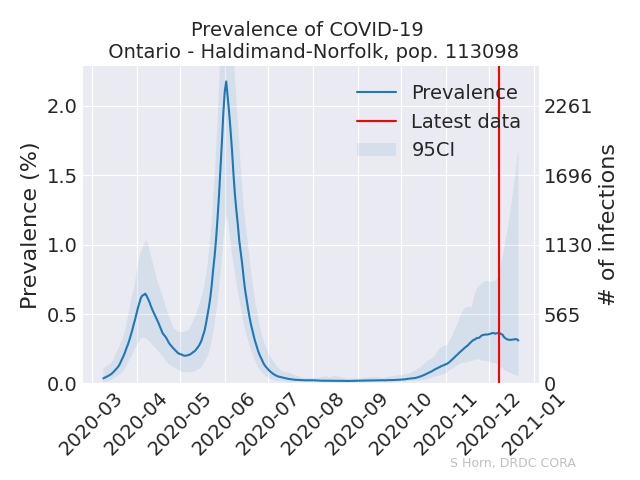 Prevalence of COVID-19
Ontario - Haldimand-Norfolk, pop. 113098
Prevalence
Latest data
95CI
Prevalence (%)
2.0
1.5
1.0
0.5
0.0
2261
1696
1130
565
0
# of infections
2020-03
2020-04
2020-05
2020-06
2020-07
2020-08
2020-09
2020-10
2020-11
2020-12
2021-01
S Horn, DRDC CORA